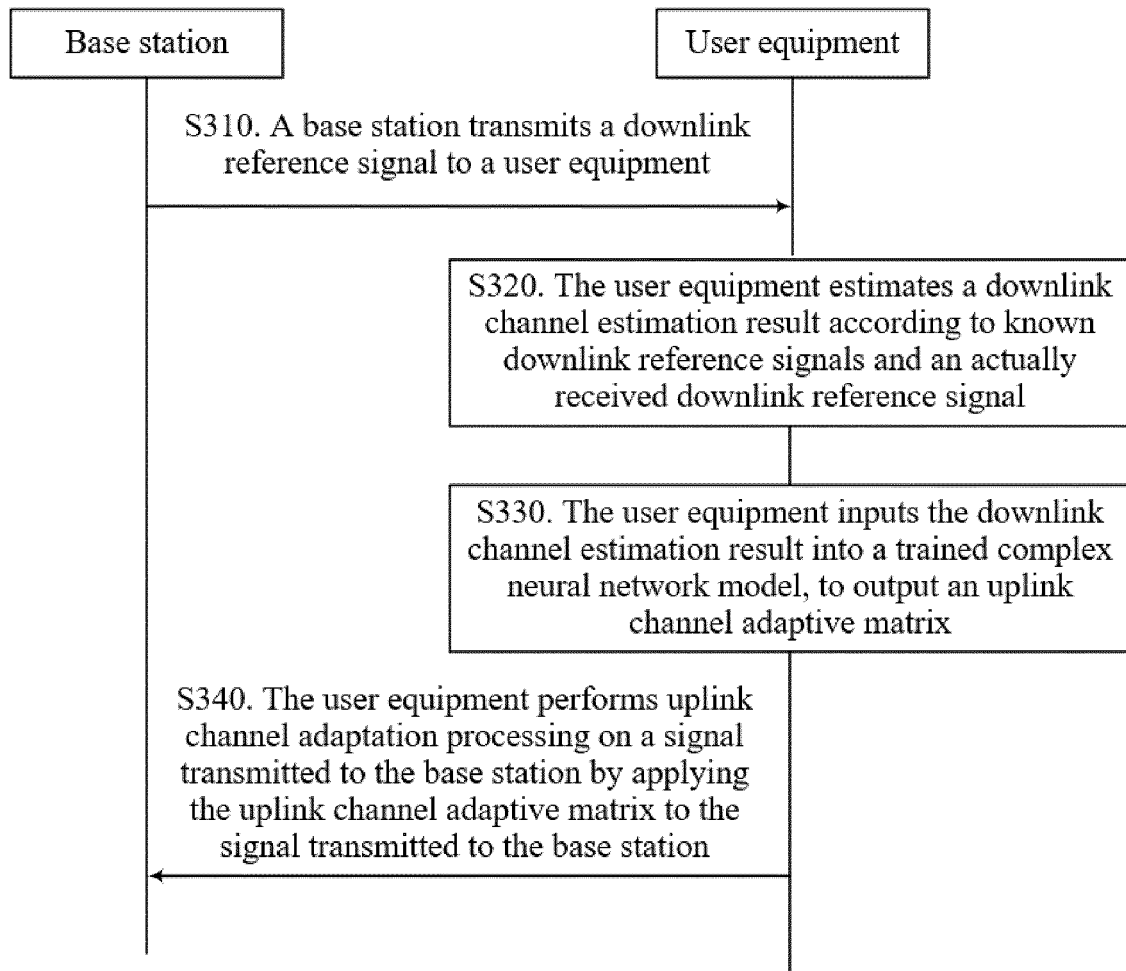 Base station
User equipment
S310. A base station transmits a downlink
reference signal to a user equipment
S320. The user equipment estimates a downlink
channel estimation result according to known
downlink reference signals and an actually
received downlink reference signal
S330. The user equipment inputs the downlink
channel estimation result into a trained complex
neural network model, to output an uplink
channel adaptive matrix
S340. The user equipment performs uplink
channel adaptation processing on a signal
transmitted to the base station by applying
the uplink channel adaptive matrix to the
signal transmitted to the base station